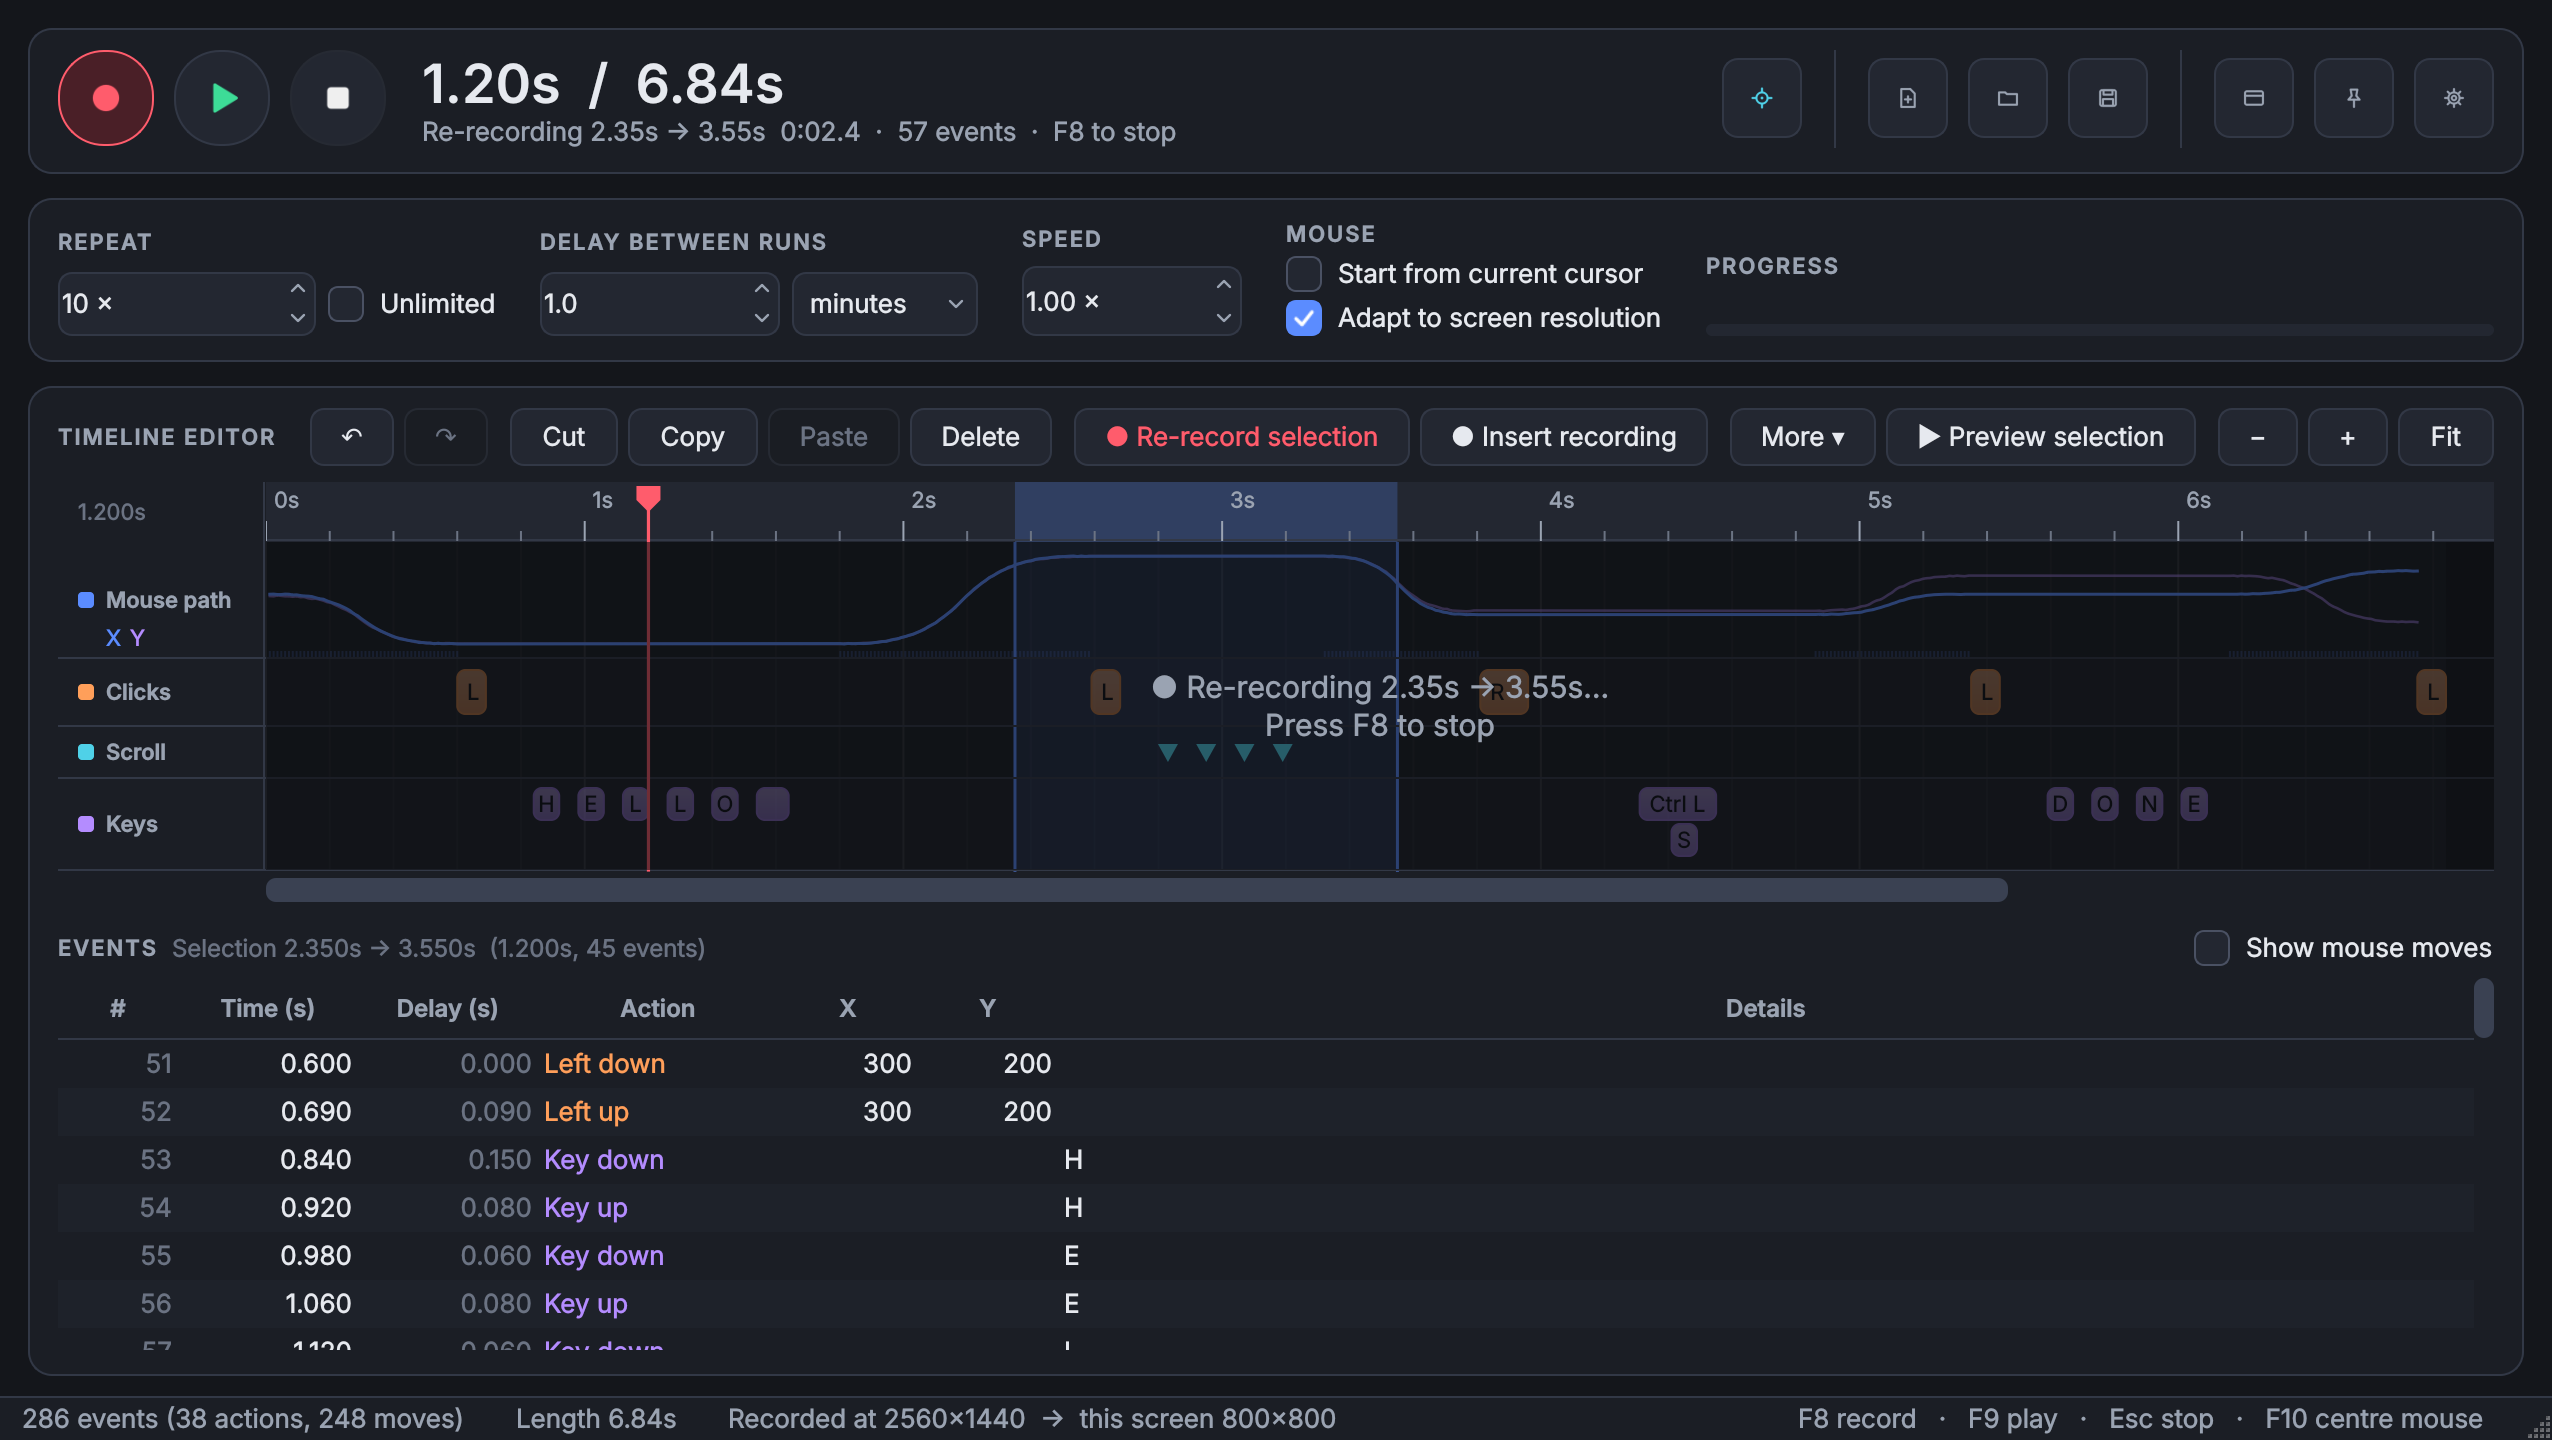 1.20s / 6.84s
Re-recording 2.35s → 3.55s 0:02.4 · 57 events · F8 to stop
REPEAT
10 ×
Unlimited
DELAY BETWEEN RUNS
1.0
minutes
SPEED
1.00 ×
MOUSE
Start from current cursor
Adapt to screen resolution
PROGRESS
TIMELINE EDITOR
Cut
Copy
Paste
Delete
Re-record selection
Insert recording
More ▾
Preview selection
−
+
Fit
1.200s
0s 1s 2s 3s 4s 5s 6s
Mouse path
X Y
Clicks
L L R L L
Re-recording 2.35s → 3.55s...
Press F8 to stop
Scroll
Keys
H E L L O Ctrl L D O N E
S
EVENTS Selection 2.350s → 3.550s (1.200s, 45 events)
Show mouse moves
# Time (s) Delay (s) Action X Y Details
51 0.600 0.000 Left down 300 200
52 0.690 0.090 Left up 300 200
53 0.840 0.150 Key down H
54 0.920 0.080 Key up H
55 0.980 0.060 Key down E
56 1.060 0.080 Key up E
57 1.120 0.060 Key down L
286 events (38 actions, 248 moves) Length 6.84s Recorded at 2560×1440 → this screen 800×800
F8 record · F9 play · Esc stop · F10 centre mouse